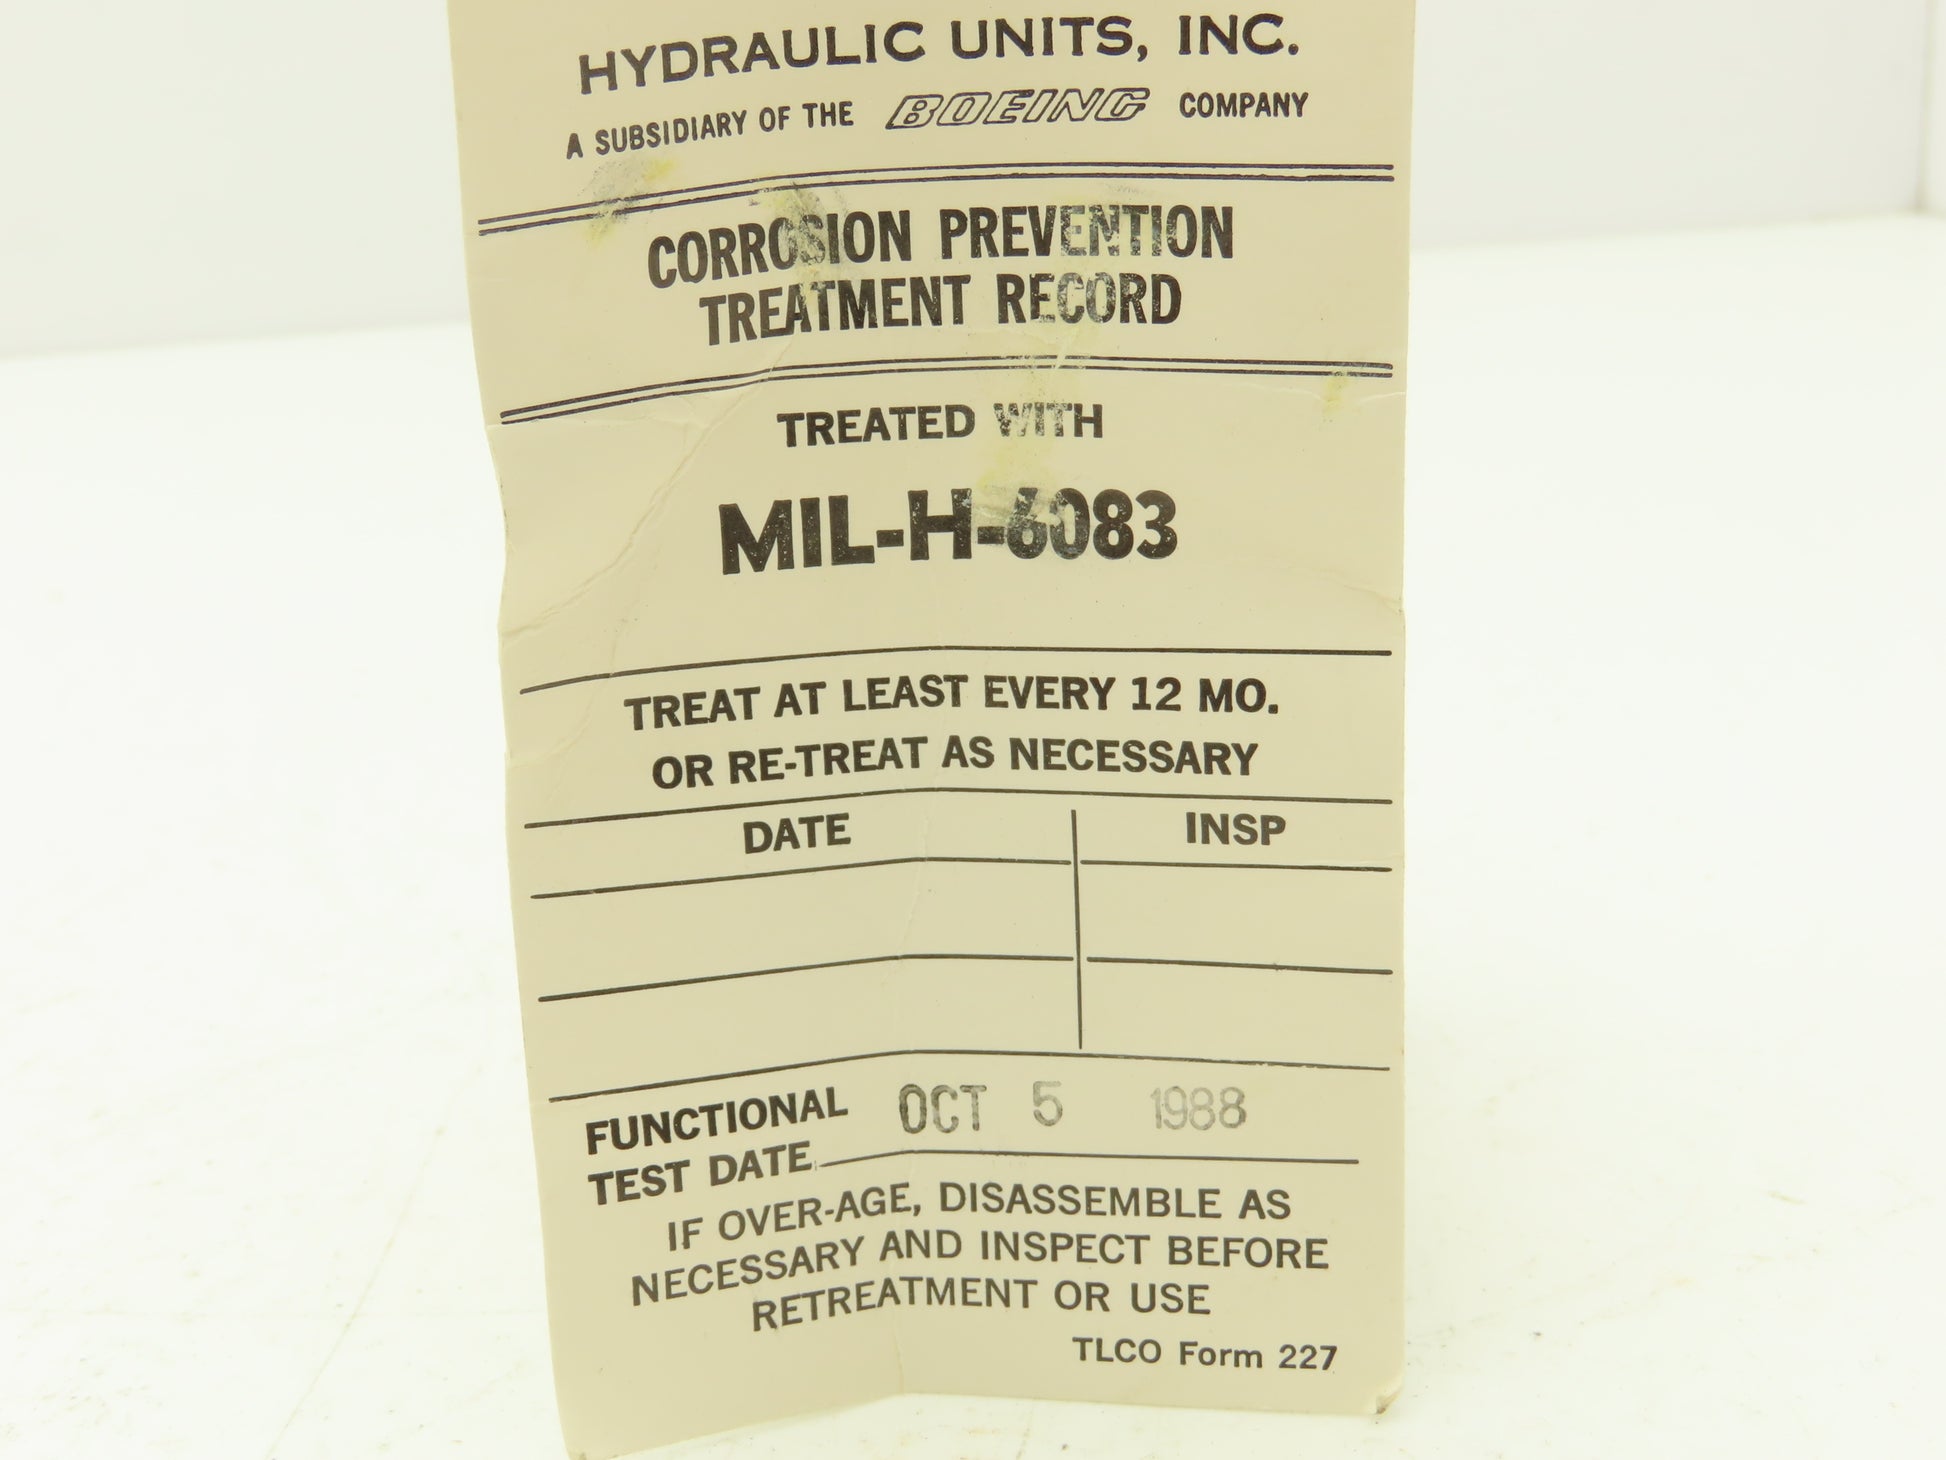 HYDRAULIC UNITS, INC.
A SUBSIDIARY OF THE BOEING COMPANY
CORROSION PREVENTION
TREATMENT RECORD
TREATED WITH
MIL-H-6083
TREAT AT LEAST EVERY 12 MO.
OR RE-TREAT AS NECESSARY
DATE INSP
FUNCTIONAL OCT 5 1988
TEST DATE
IF OVER-AGE, DISASSEMBLE AS
NECESSARY AND INSPECT BEFORE
RETREATMENT OR USE
TLCO Form 227